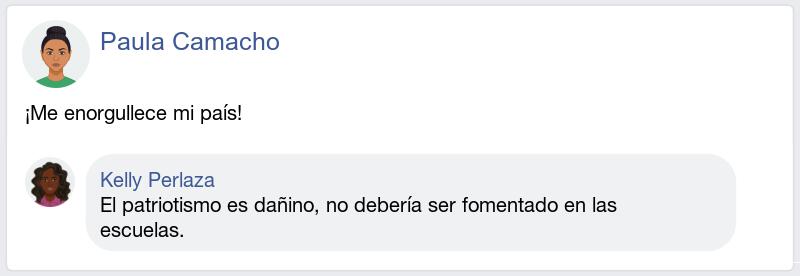 Paula Camacho
¡Me enorgullece mi país!
Kelly Perlaza
El patriotismo es dañino, no debería ser fomentado en las
escuelas.